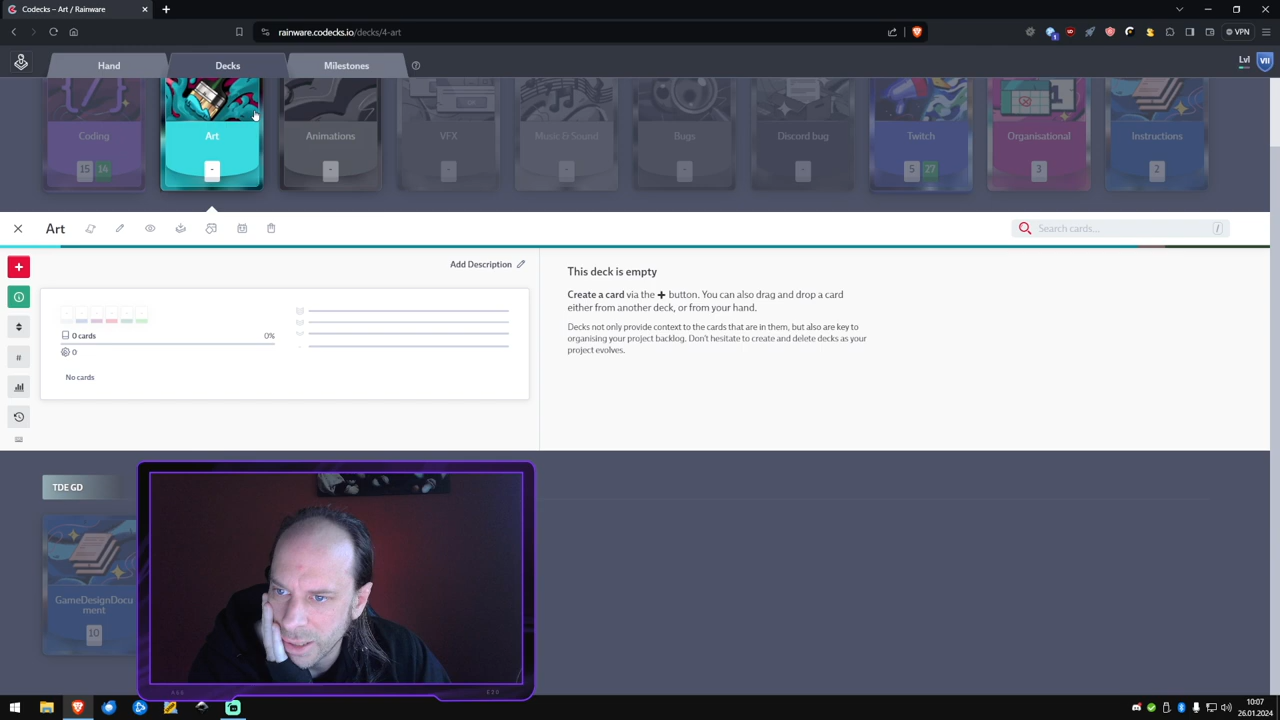 Codecks – Art / Rainware
rainware.codecks.io/decks/4-art
VPN
Hand
Decks
Milestones
Lvl
VII
Coding
Art
Animations
VFX
Music & Sound
Bugs
Discord bug
Twitch
Organisational
Instructions
15 14
-
-
-
-
-
-
5 27
3
2
Art
Search cards...
/
Add Description
This deck is empty
Create a card via the + button. You can also drag and drop a card
either from another deck, or from your hand.
Decks not only provide context to the cards that are in them, but also are key to
organising your project backlog. Don't hesitate to create and delete decks as your
project evolves.
0 cards
0%
0
No cards
#
TDE GD
GameDesignDocu
ment
10
10:07
26.01.2024